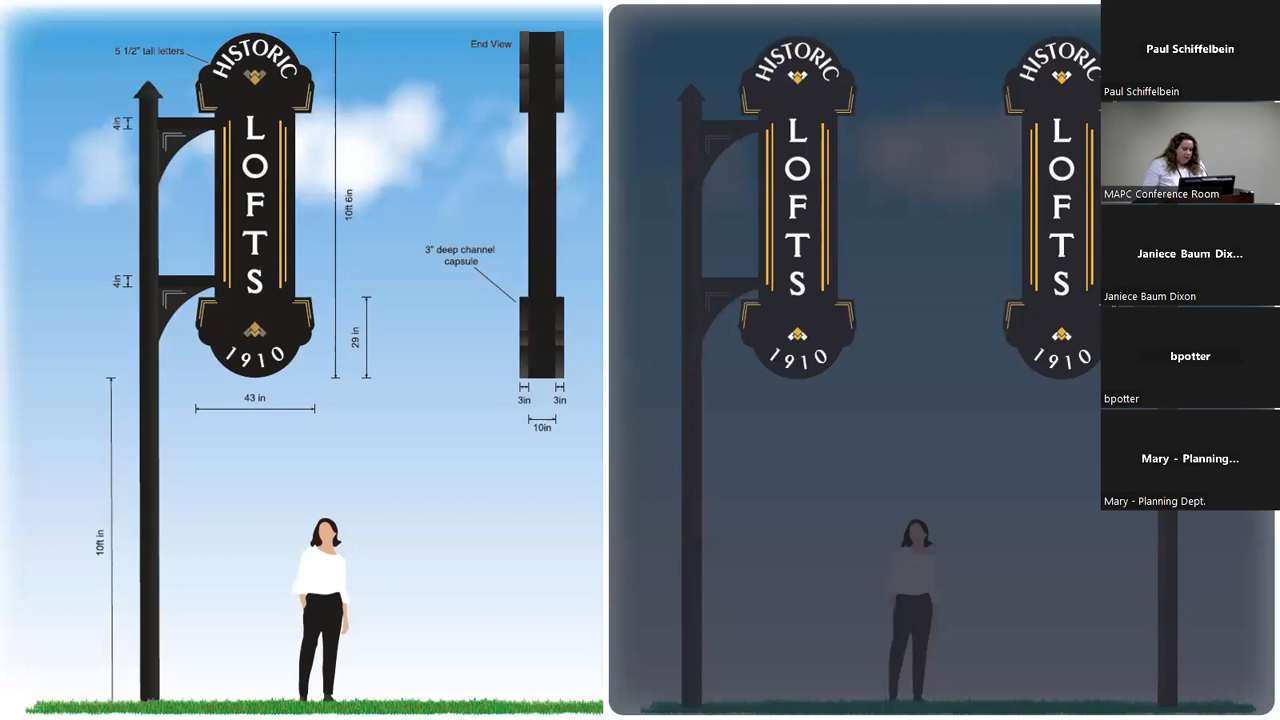 5 1/2" tall letters
HISTORIC
LOFTS
1910
4in
4in
10ft 6in
29 in
43 in
10ft in
End View
3" deep channel
capsule
3in
3in
10in
HISTORIC
LOFTS
1910
HISTORIC
LOFTS
1910
Paul Schiffelbein
Paul Schiffelbein
MAPC Conference Room
Janiece Baum Dix...
Janiece Baum Dixon
bpotter
bpotter
Mary - Planning...
Mary - Planning Dept.